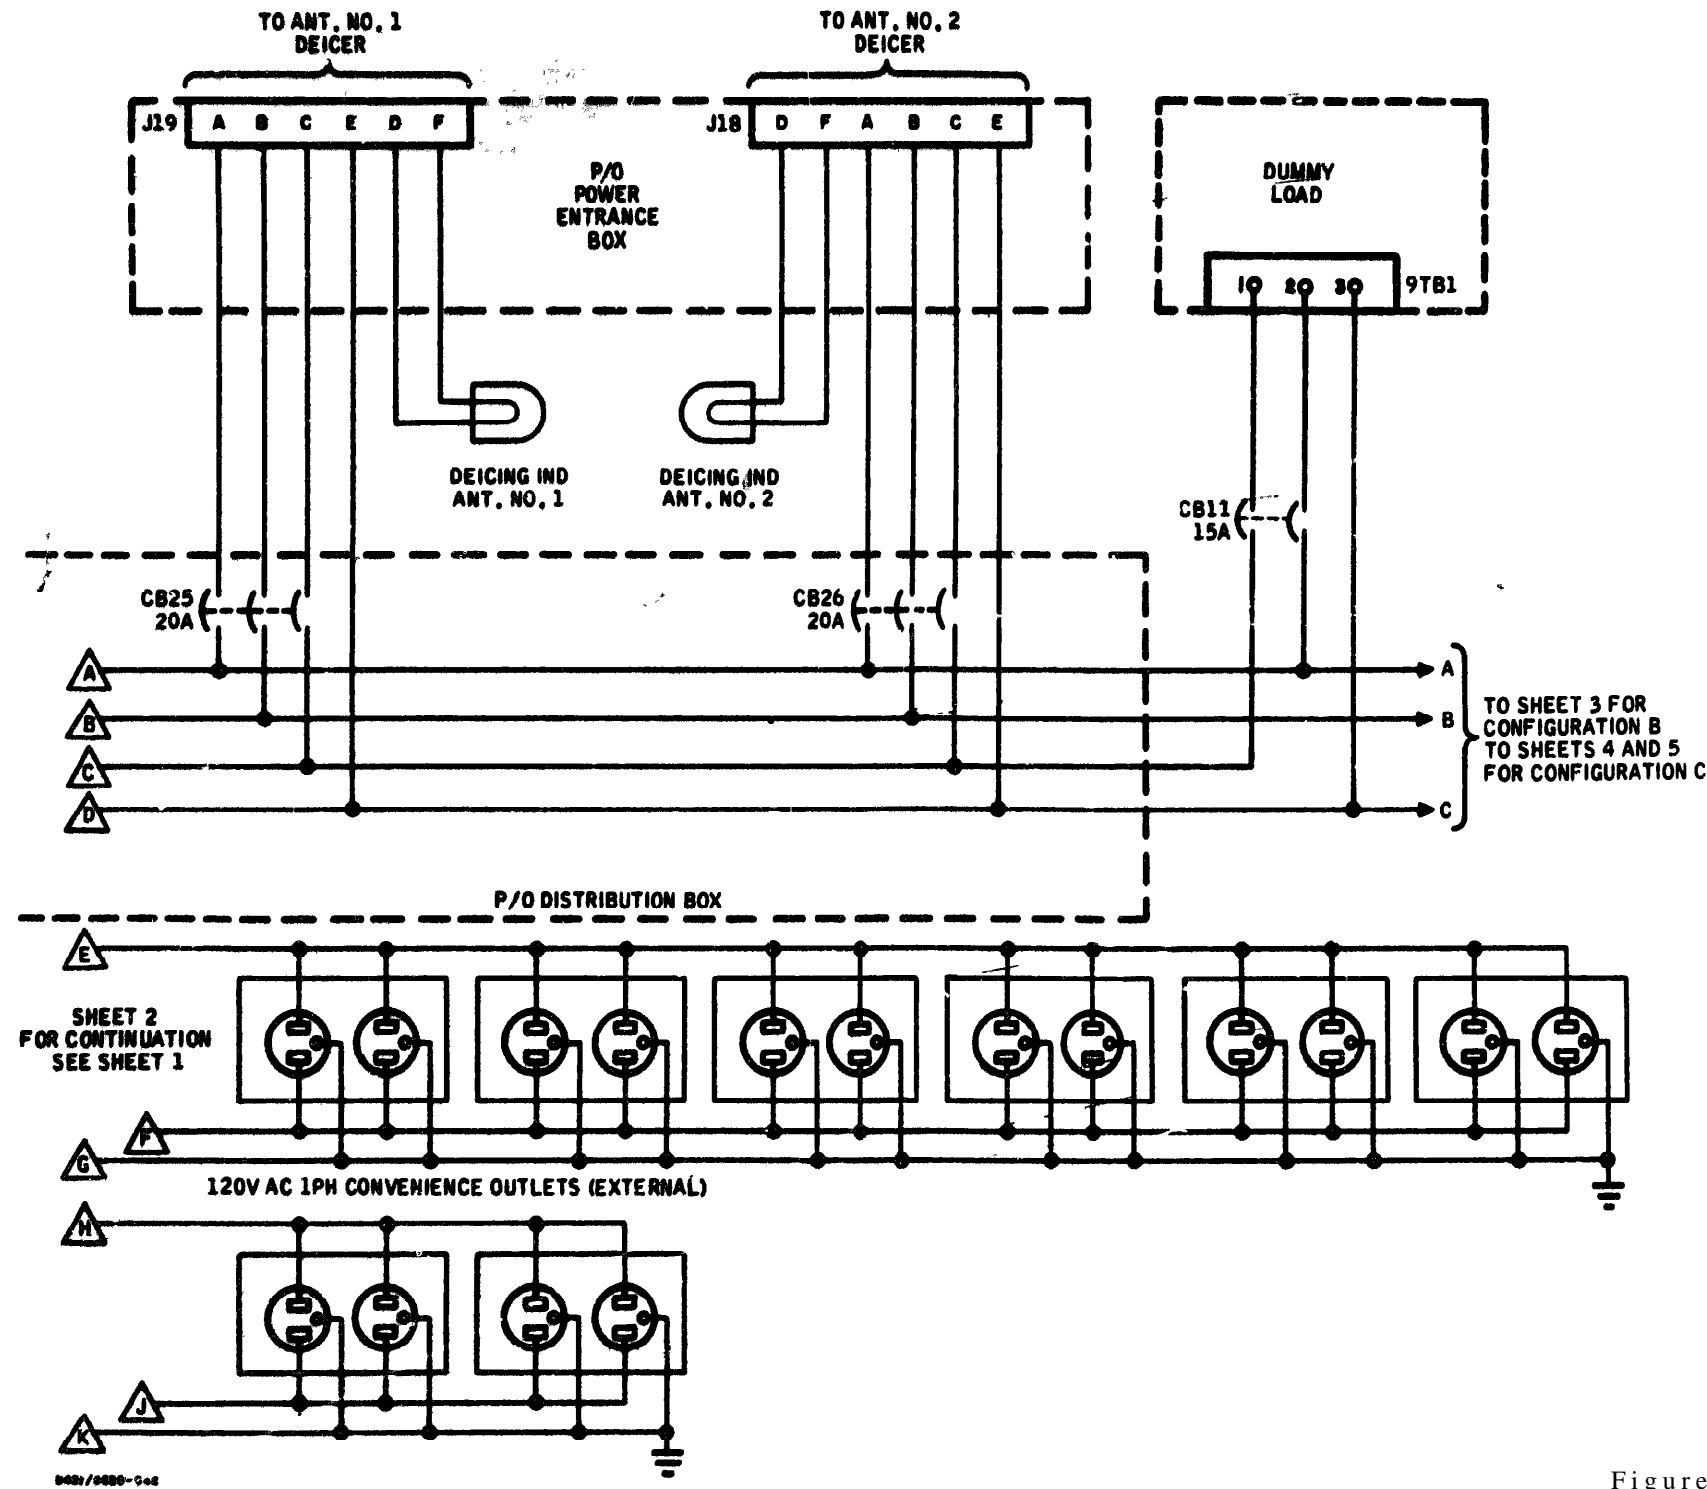 TO ANT. NO. 1
DEICER
TO ANT. NO. 2
DEICER
J19 A B C E D F
J18 D F A B C E
P/O
POWER
ENTRANCE
BOX
DUMMY
LOAD
1 2 3 9TB1
DEICING IND
ANT. NO. 1
DEICING IND
ANT. NO. 2
CB11
15A
CB25
20A
CB26
20A
A
B
C
D
A
B
C
TO SHEET 3 FOR
CONFIGURATION B
TO SHEETS 4 AND 5
FOR CONFIGURATION C
P/O DISTRIBUTION BOX
E
SHEET 2
FOR CONTINUATION
SEE SHEET 1
F
G
120V AC 1PH CONVENIENCE OUTLETS (EXTERNAL)
H
J
K
Figure